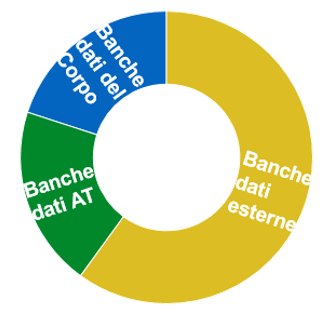 Banche
dati del
Corpo
Banche
dati
esterne
Banche
dati AT